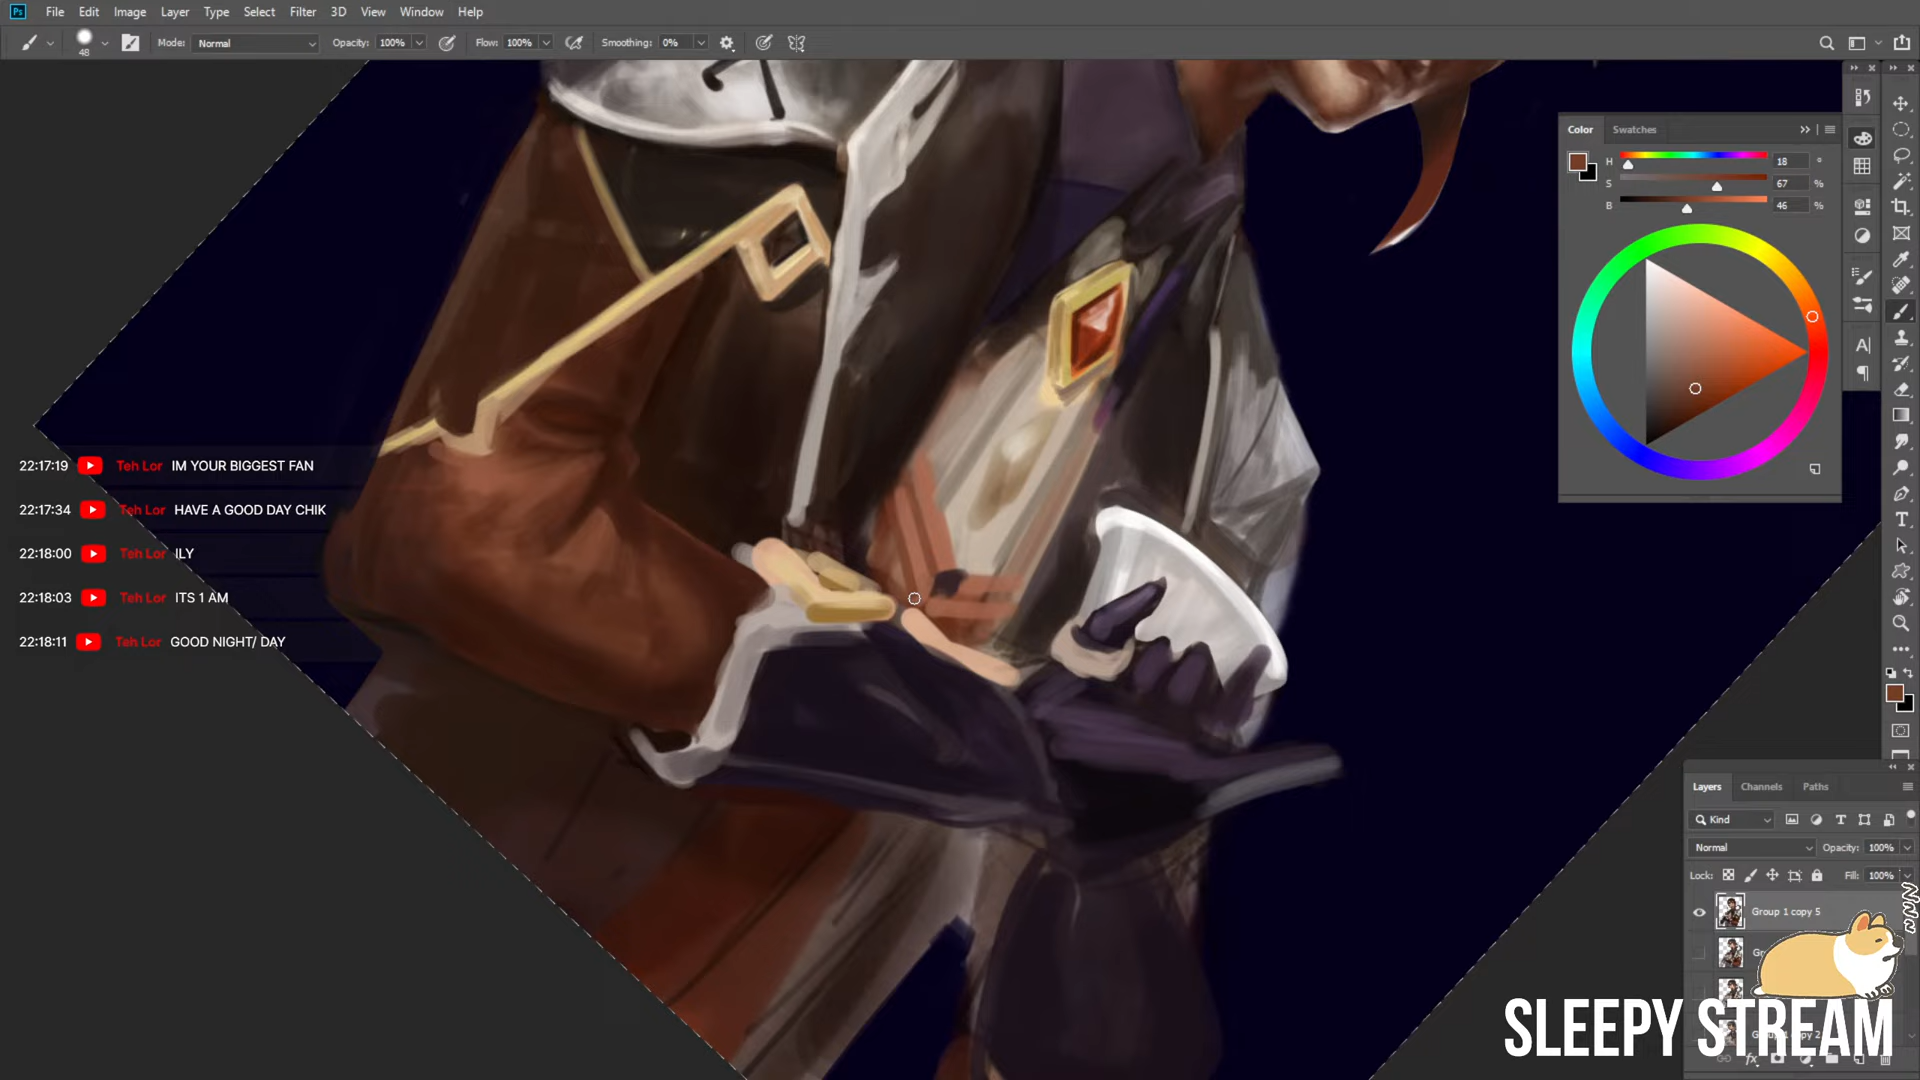 Ps File Edit Image Layer Type Select Filter 3D View Window Help
48 Mode: Normal Opacity: 100% Flow: 100% Smoothing: 0%
Color Swatches
H 18 °
S 67 %
B 46 %
22:17:19 Teh Lor IM YOUR BIGGEST FAN
22:17:34 Teh Lor HAVE A GOOD DAY CHIK
22:18:00 Teh Lor ILY
22:18:03 Teh Lor ITS 1 AM
22:18:11 Teh Lor GOOD NIGHT/ DAY
Layers Channels Paths
Kind
Normal Opacity: 100%
Lock: Fill: 100%
Group 1 copy 5
SLEEPY STREAM